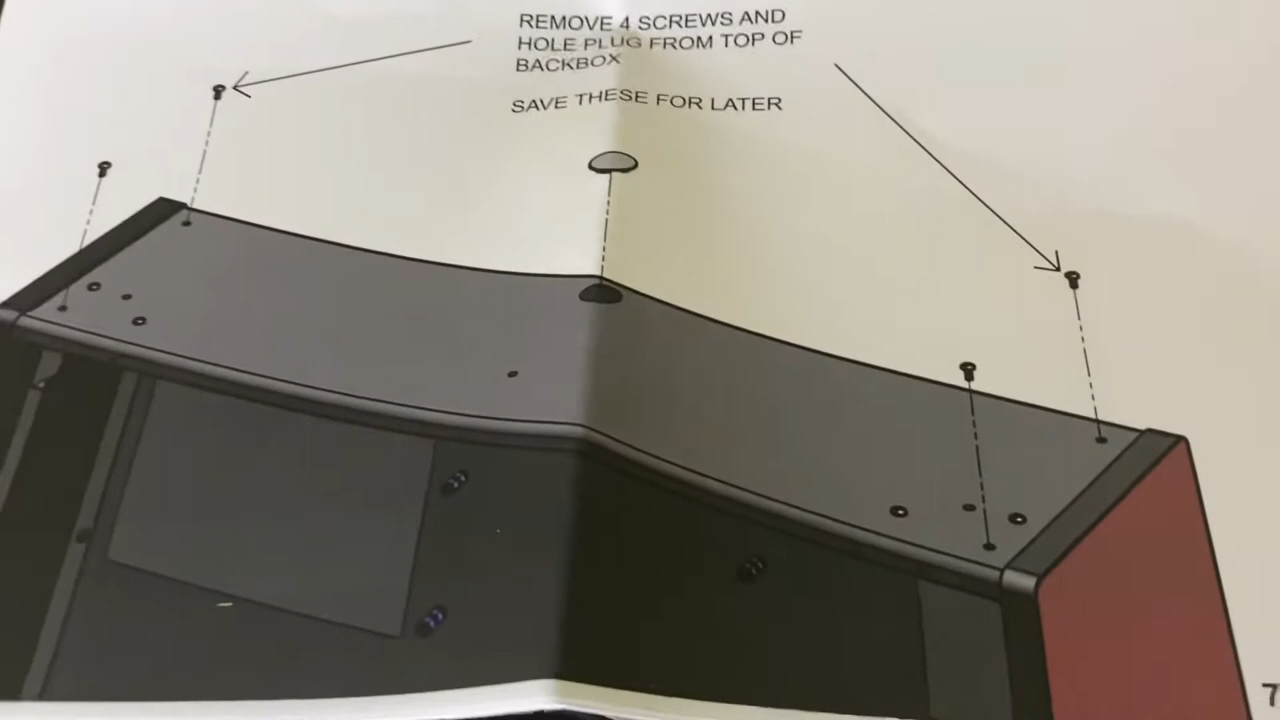 REMOVE 4 SCREWS AND
HOLE PLUG FROM TOP OF
BACKBOX
SAVE THESE FOR LATER
7